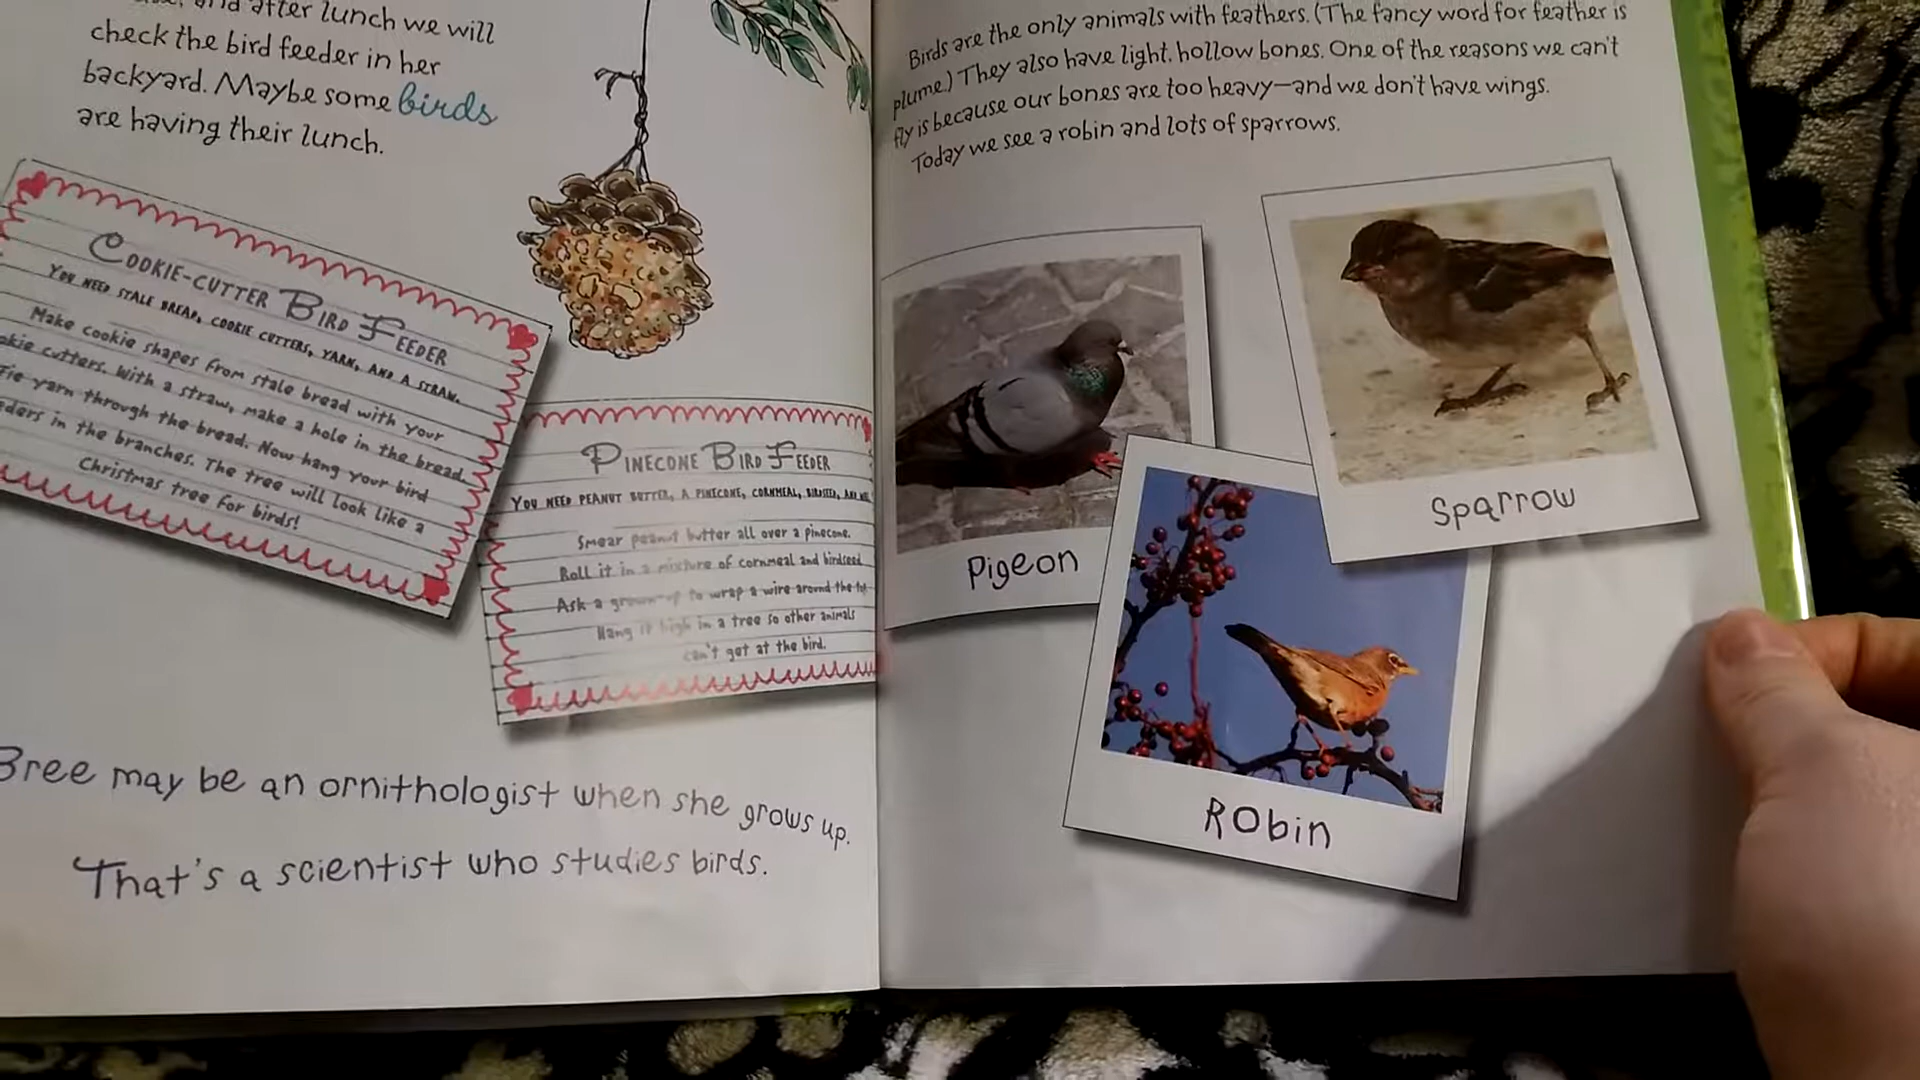 and after lunch we will
check the bird feeder in her
backyard. Maybe some birds
are having their lunch.
COOKIE-CUTTER BIRD FEEDER
YOU NEED STALE BREAD, COOKIE CUTTERS, YARN, AND A STRAW.
Make cookie shapes from stale bread with your
cutters. With a straw, make a hole in the bread.
Tie yarn through the bread. Now hang your bird
in the branches. The tree will look like a
Christmas tree for birds!
PINECONE BIRD FEEDER
YOU NEED PEANUT BUTTER, A PINECONE, CORNMEAL, BIRDSEED, AND
Smear peanut butter all over a pinecone.
Roll it in a mixture of cornmeal and birdseed
Ask a grown-up to wrap a wire around the top
Hang it high in a tree so other animals
can't get at the bird.
Bree may be an ornithologist when she grows up.
That's a scientist who studies birds.
Birds are the only animals with feathers. (The fancy word for feather is
plume.) They also have light, hollow bones. One of the reasons we can't
fly is because our bones are too heavy—and we don't have wings.
Today we see a robin and lots of sparrows.
Pigeon
Sparrow
Robin